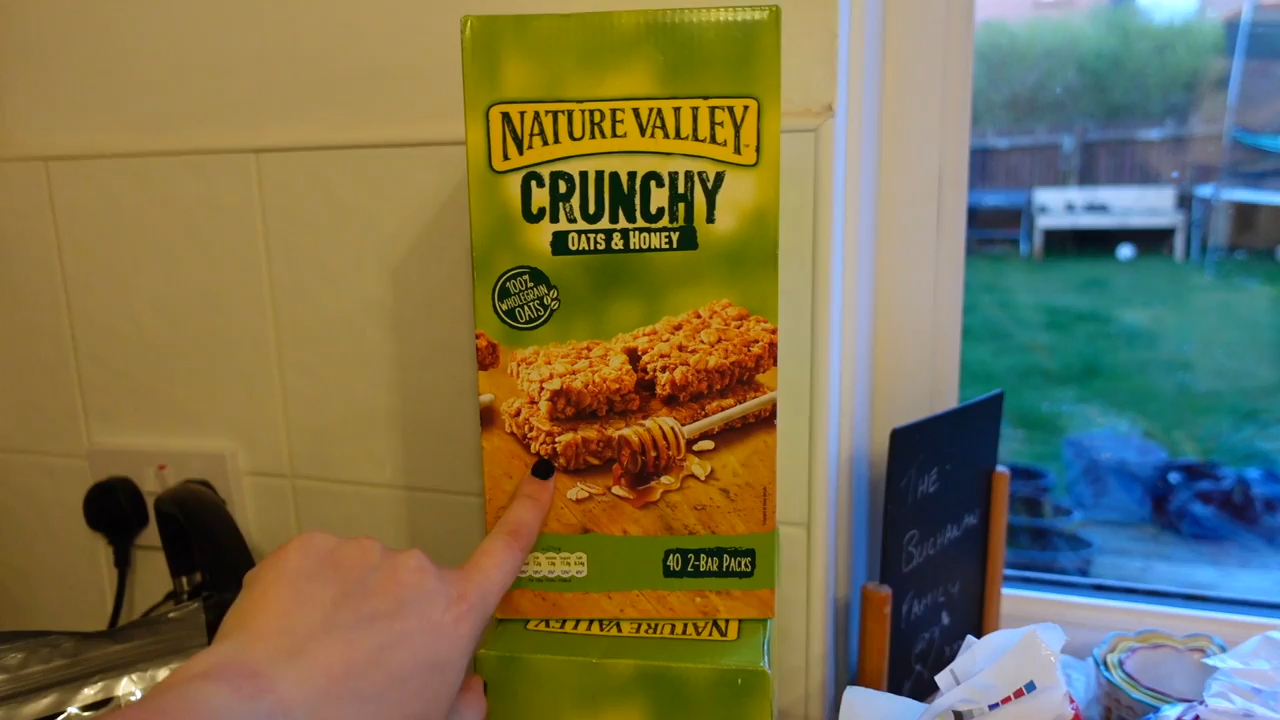 NATURE VALLEY
CRUNCHY
OATS & HONEY
100%
WHOLEGRAIN
OATS
40 2-BAR PACKS
NATURE VALLEY
THE
BUCHANAN
FAMILY